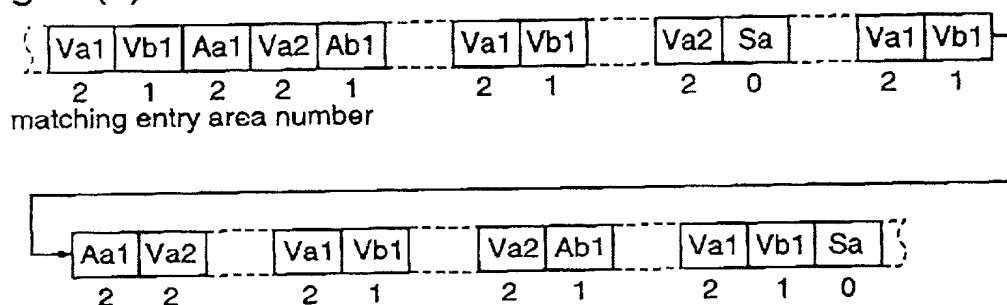 Va1 Vb1 Aa1 Va2 Ab1 Va1 Vb1 Va2 Sa Va1 Vb1
2 1 2 2 1 2 1 2 0 2 1
matching entry area number
Aa1 Va2 Va1 Vb1 Va2 Ab1 Va1 Vb1 Sa
2 2 2 1 2 1 2 1 0